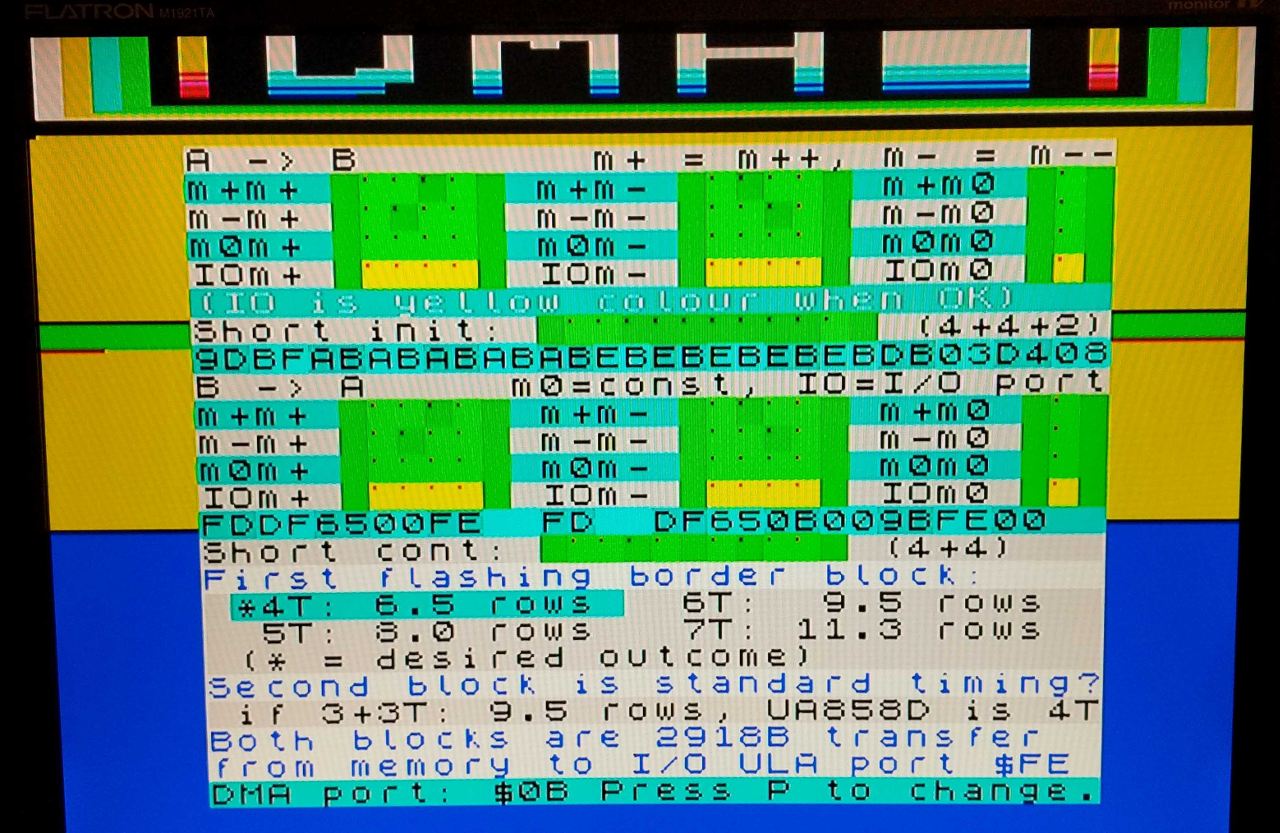 FLATRON M1921TA
monitor TV
DMA
A -> B m+ = m++, m- = m--
m+m+ m+m- m+m0
m-m+ m-m- m-m0
m0m+ m0m- m0m0
IOm+ IOm- IOm0
(IO is yellow colour when OK)
Short init: (4+4+2)
9DBFABABABABABABEBEBEBEBEBEBDB03D408
B -> A m0=const, IO=I/O port
m+m+ m+m- m+m0
m-m+ m-m- m-m0
m0m+ m0m- m0m0
IOm+ IOm- IOm0
FDDF6500FE FD DF650B009BFE00
Short cont: (4+4)
First flashing border block:
*4T: 6.5 rows 6T: 9.5 rows
5T: 8.0 rows 7T: 11.3 rows
(* = desired outcome)
Second block is standard timing?
if 3+3T: 9.5 rows, UA858D is 4T
Both blocks are 2918B transfer
from memory to I/O ULA port $FE
DMA port: $0B Press P to change.